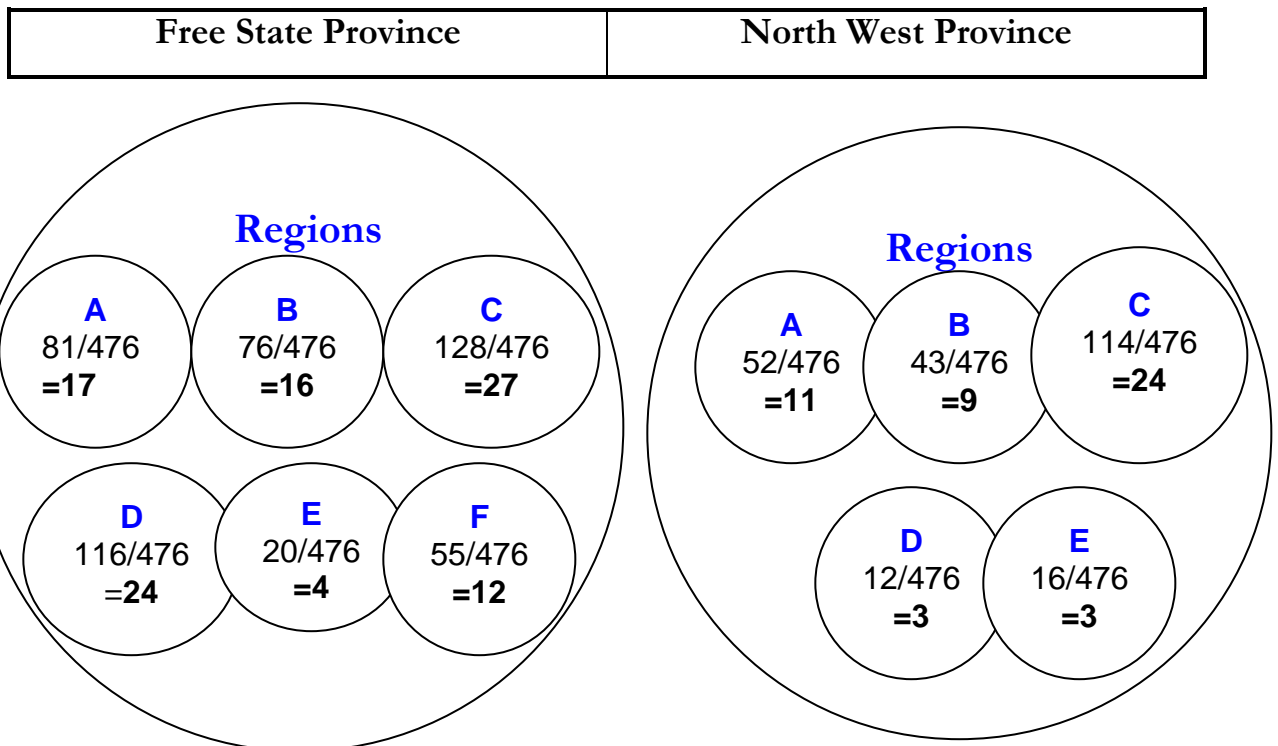 Free State Province
North West Province
Regions
A
81/476
=17
B
76/476
=16
C
128/476
=27
D
116/476
=24
E
20/476
=4
F
55/476
=12
Regions
A
52/476
=11
B
43/476
=9
C
114/476
=24
D
12/476
=3
E
16/476
=3